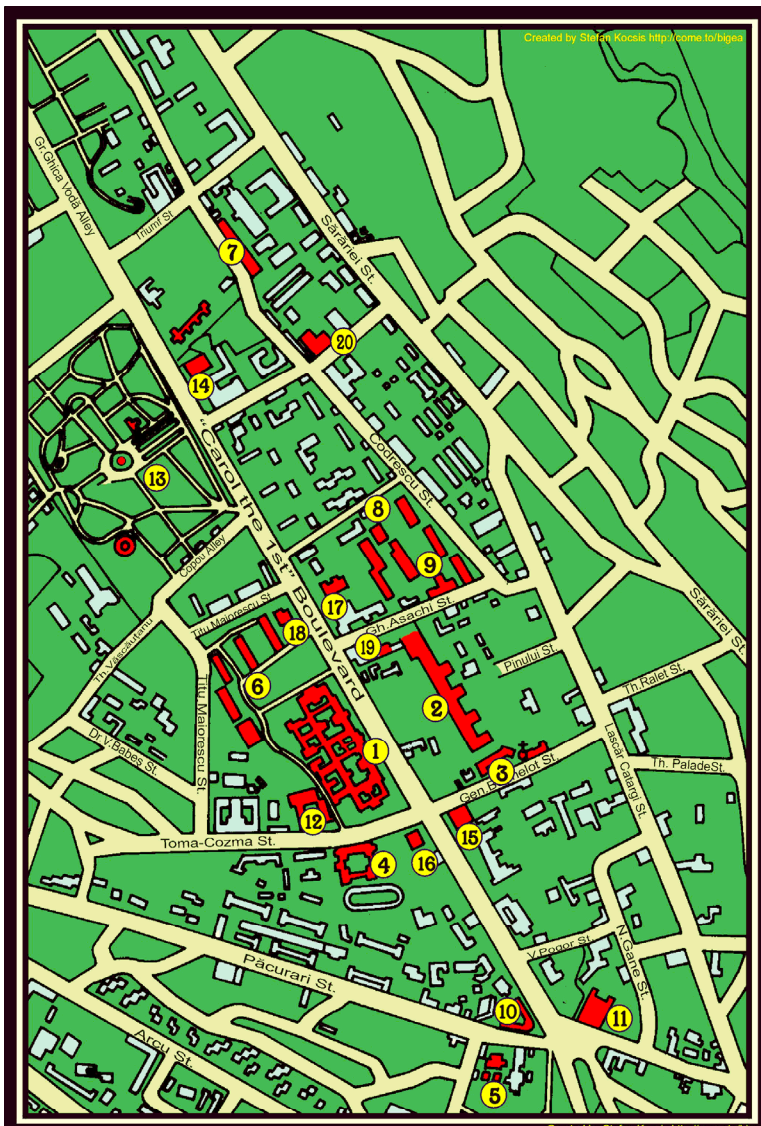 Created by Stefan Kocsis http://come.to/bigea
Gr.Ghica Vodă Alley
Triumf St.
Sărăriei St.
7
20
14
"Carol the 1st" Boulevard
Codrescu St.
13
8
Copou Alley
9
17
Gh.Asachi St.
Titu Maiorescu St.
18
19
Th.Văscăuțanu
Sărăriei St.
Pinului St.
6
Th.Ralet St.
Titu Maiorescu St.
2
1
Dr.V.Babeș St.
Lascăr Catargi St.
3
Th. PaladeSt.
Gen.Berthelot St.
12
15
Toma-Cozma St.
4
16
V.Pogor St.
N.Gane St.
Păcurari St.
10
11
Arcu St.
5